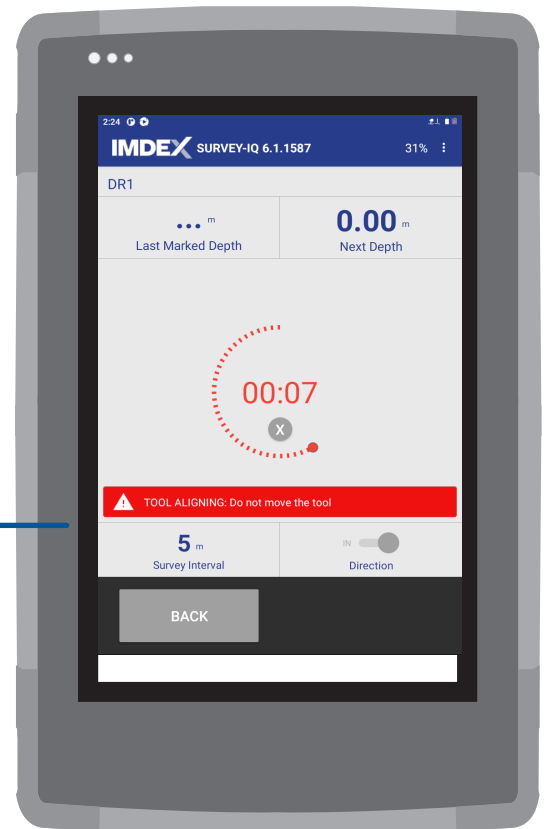 2:24
IMDEX SURVEY-IQ 6.1.1587 31%
DR1
... m 0.00 m
Last Marked Depth Next Depth
00:07
X
TOOL ALIGNING: Do not move the tool
5 m IN
Survey Interval Direction
BACK